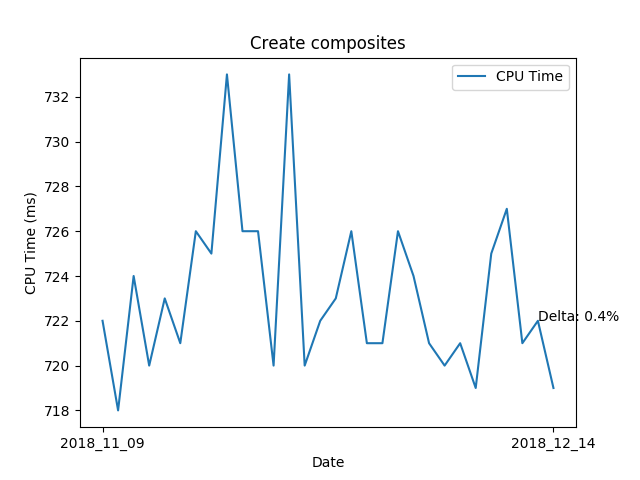 Create composites
CPU Time
732
730
728
726
724
722
720
718
CPU Time (ms)
Delta: 0.4%
2018_11_09
2018_12_14
Date